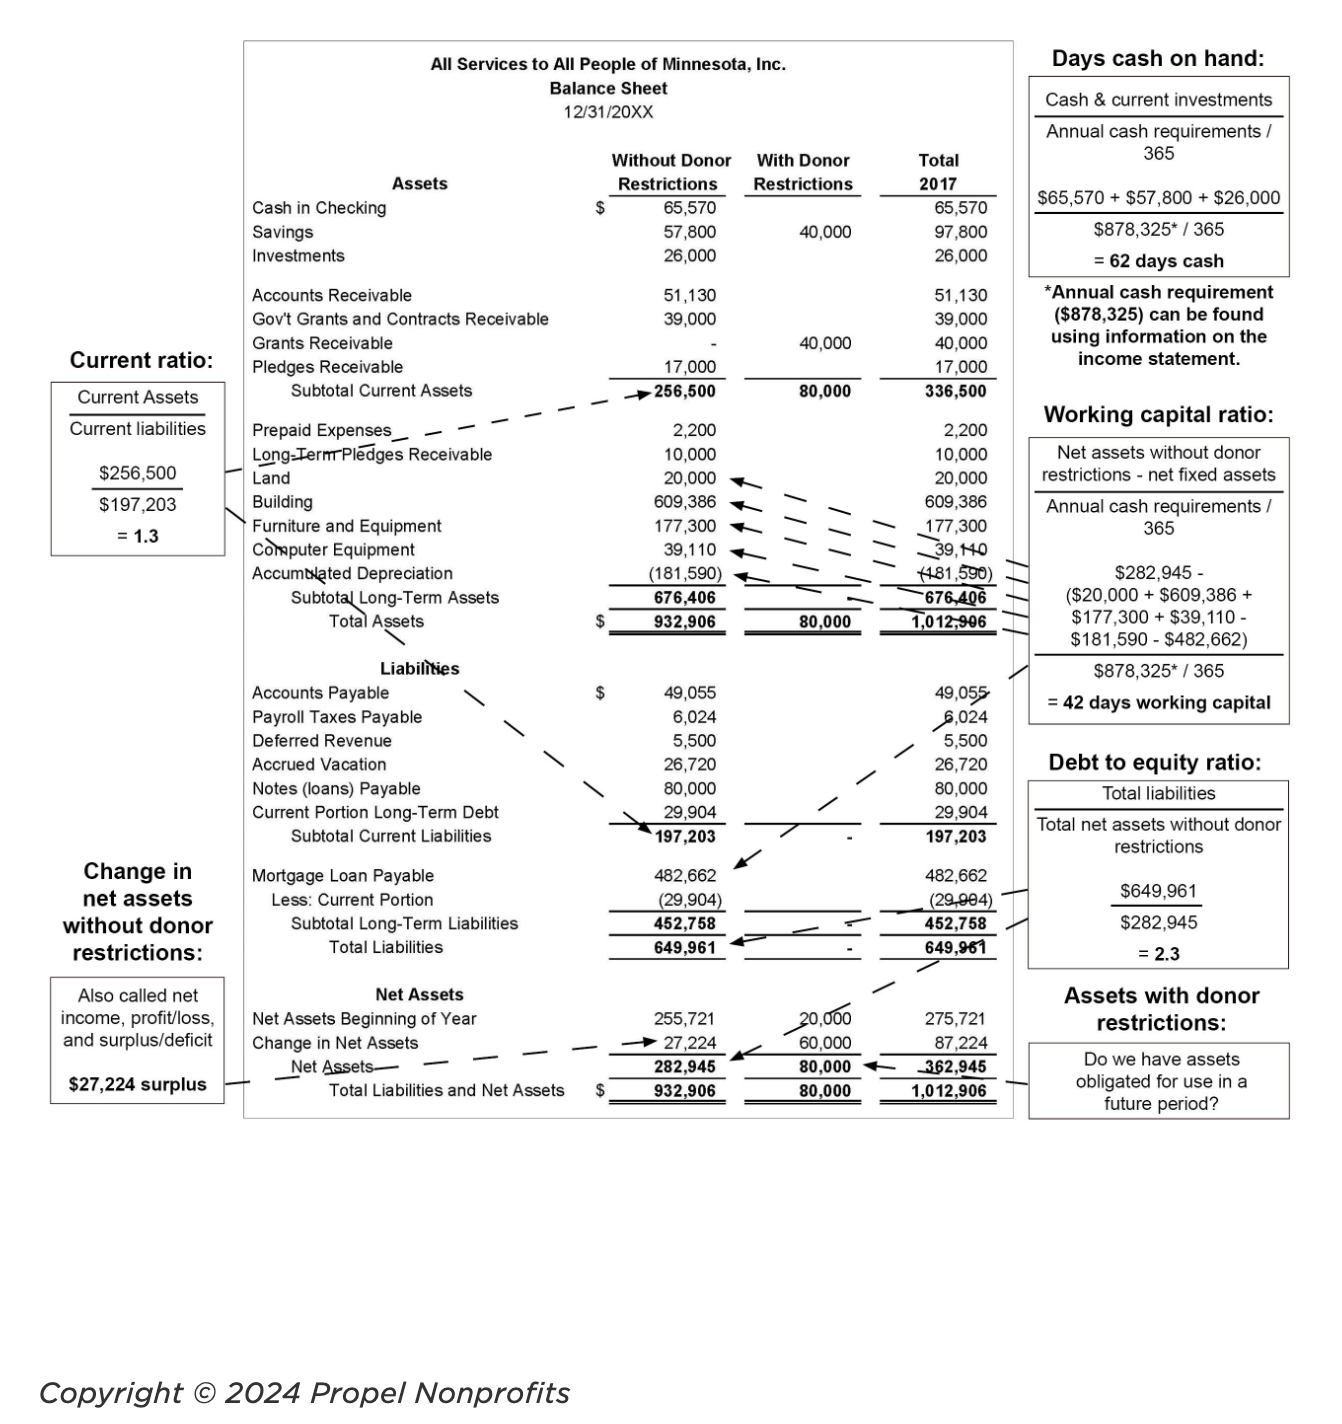 All Services to All People of Minnesota, Inc.
Balance Sheet
12/31/20XX
Without Donor With Donor Total
Assets Restrictions Restrictions 2017
Cash in Checking $ 65,570 65,570
Savings 57,800 40,000 97,800
Investments 26,000 26,000
Accounts Receivable 51,130 51,130
Gov't Grants and Contracts Receivable 39,000 39,000
Grants Receivable - 40,000 40,000
Pledges Receivable 17,000 17,000
Subtotal Current Assets 256,500 80,000 336,500
Prepaid Expenses 2,200 2,200
Long-Term Pledges Receivable 10,000 10,000
Land 20,000 20,000
Building 609,386 609,386
Furniture and Equipment 177,300 177,300
Computer Equipment 39,110 39,110
Accumulated Depreciation (181,590) (181,590)
Subtotal Long-Term Assets 676,406 - 676,406
Total Assets $ 932,906 80,000 1,012,906
Liabilities
Accounts Payable $ 49,055 49,055
Payroll Taxes Payable 6,024 6,024
Deferred Revenue 5,500 5,500
Accrued Vacation 26,720 26,720
Notes (loans) Payable 80,000 80,000
Current Portion Long-Term Debt 29,904 29,904
Subtotal Current Liabilities 197,203 - 197,203
Mortgage Loan Payable 482,662 482,662
Less: Current Portion (29,904) (29,904)
Subtotal Long-Term Liabilities 452,758 - 452,758
Total Liabilities 649,961 - 649,961
Net Assets
Net Assets Beginning of Year 255,721 20,000 275,721
Change in Net Assets 27,224 60,000 87,224
Net Assets 282,945 80,000 362,945
Total Liabilities and Net Assets $ 932,906 80,000 1,012,906
Current ratio:
Current Assets
Current liabilities
$256,500
$197,203
= 1.3
Change in
net assets
without donor
restrictions:
Also called net
income, profit/loss,
and surplus/deficit
$27,224 surplus
Days cash on hand:
Cash & current investments
Annual cash requirements /
365
$65,570 + $57,800 + $26,000
$878,325* / 365
= 62 days cash
*Annual cash requirement
($878,325) can be found
using information on the
income statement.
Working capital ratio:
Net assets without donor
restrictions - net fixed assets
Annual cash requirements /
365
$282,945 -
($20,000 + $609,386 +
$177,300 + $39,110 -
$181,590 - $482,662)
$878,325* / 365
= 42 days working capital
Debt to equity ratio:
Total liabilities
Total net assets without donor
restrictions
$649,961
$282,945
= 2.3
Assets with donor
restrictions:
Do we have assets
obligated for use in a
future period?
Copyright © 2024 Propel Nonprofits